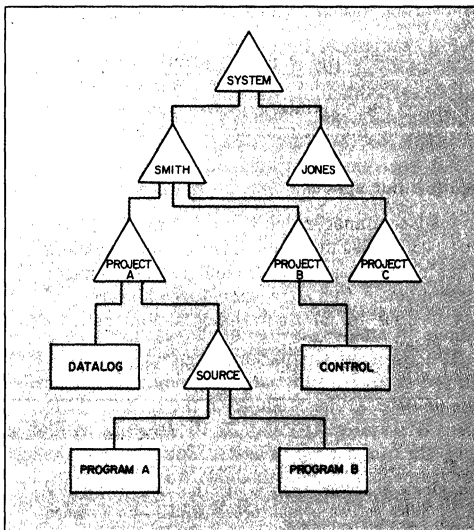 SYSTEM
SMITH
JONES
PROJECT
A
PROJECT
B
PROJECT
C
DATALOG
SOURCE
CONTROL
PROGRAM A
PROGRAM B